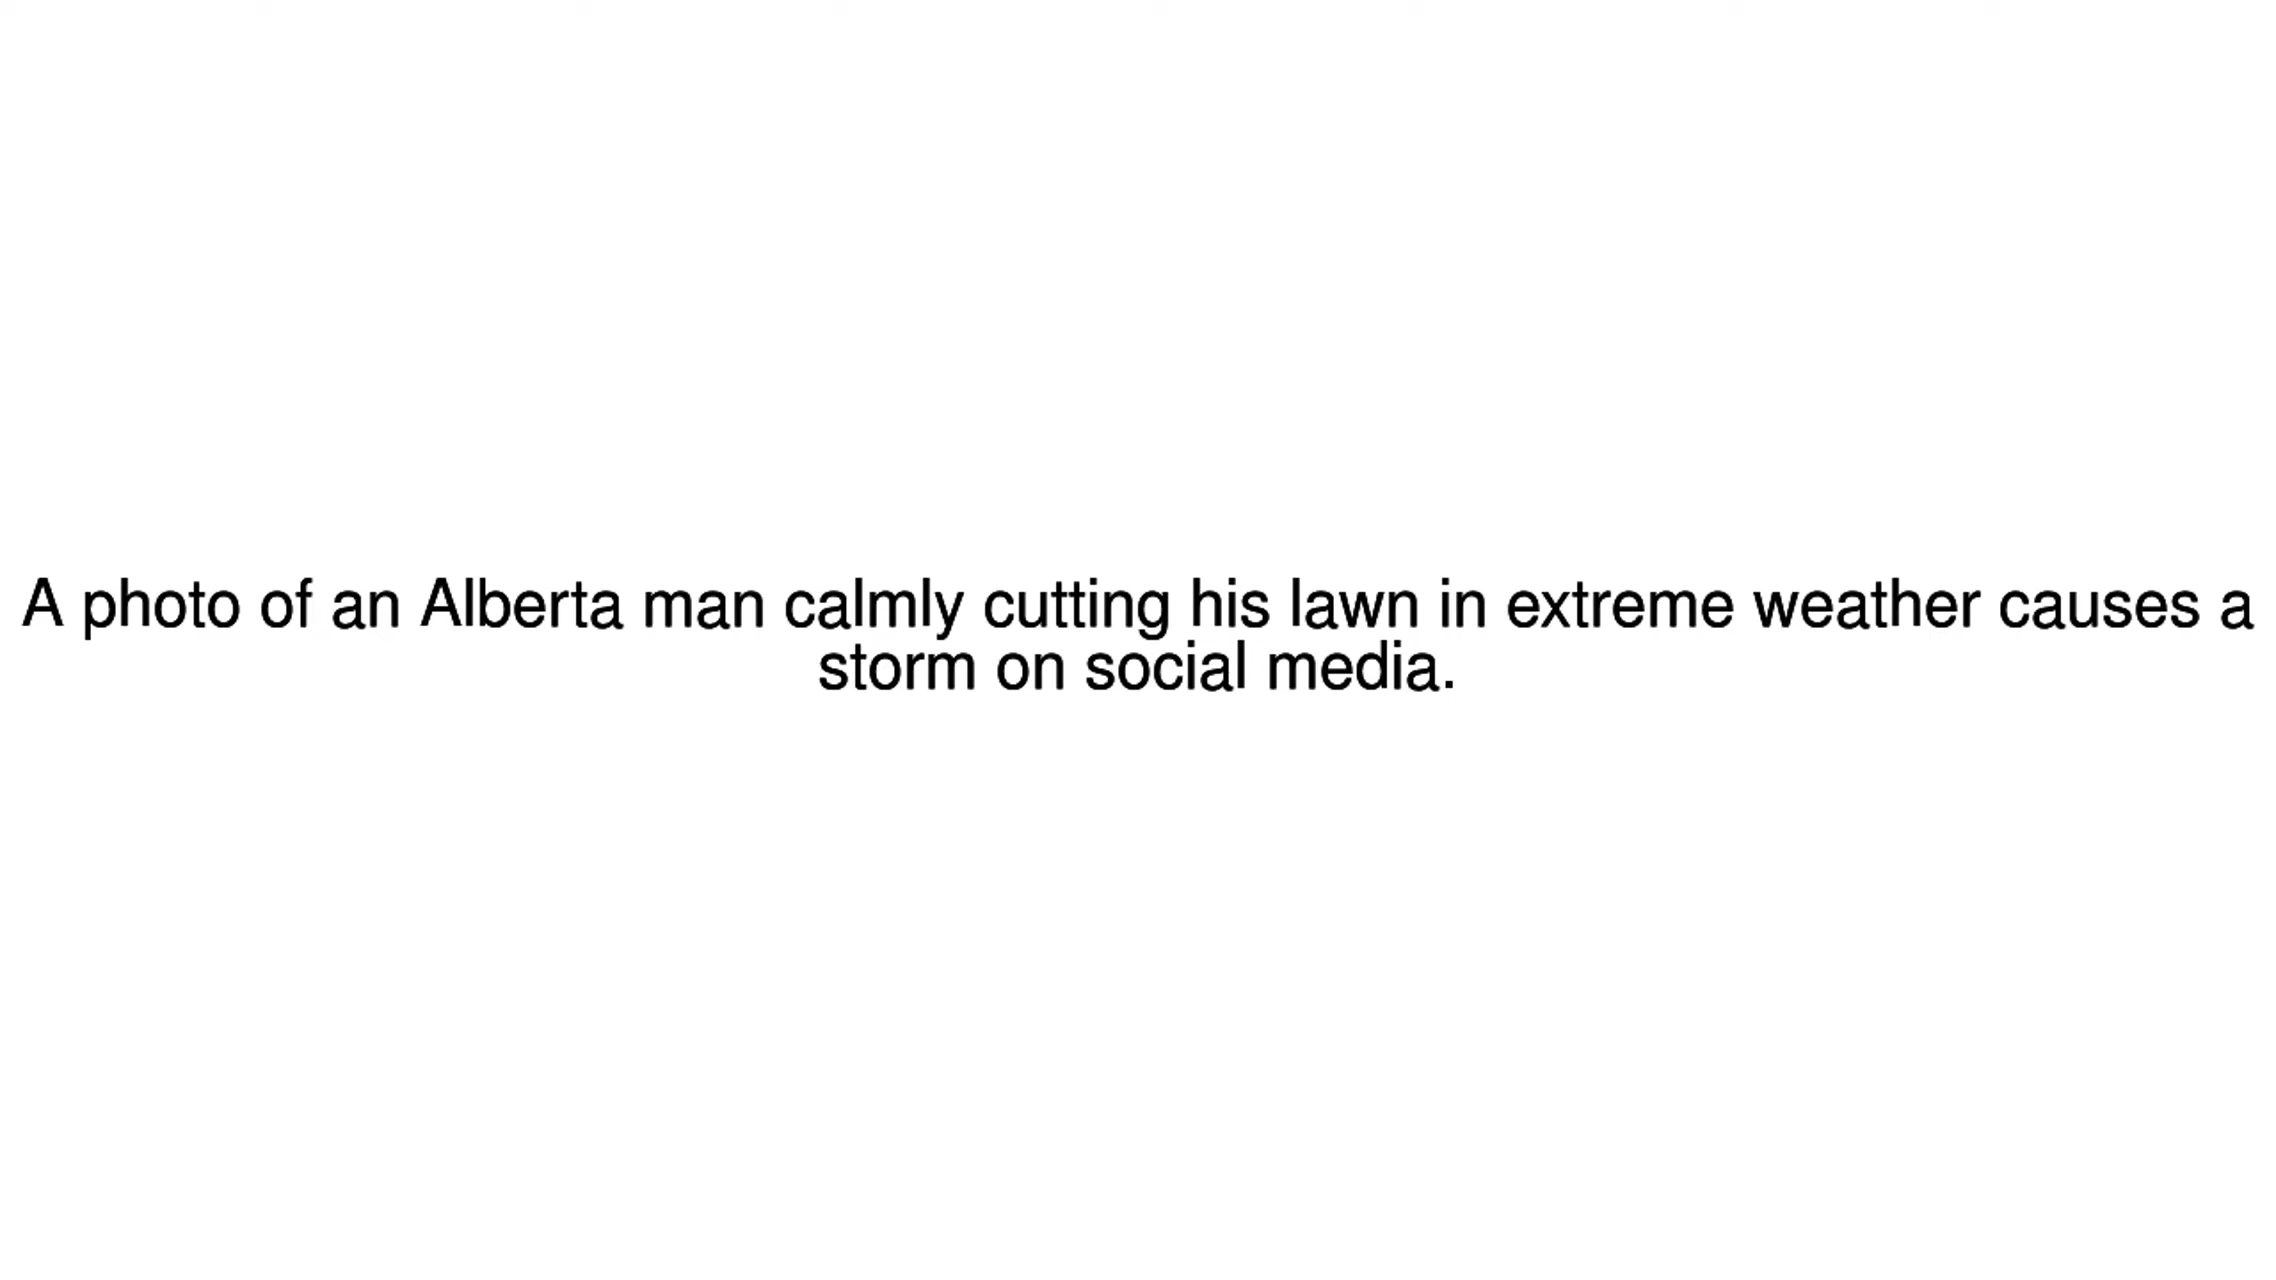 A photo of an Alberta man calmly cutting his lawn in extreme weather causes a
storm on social media.